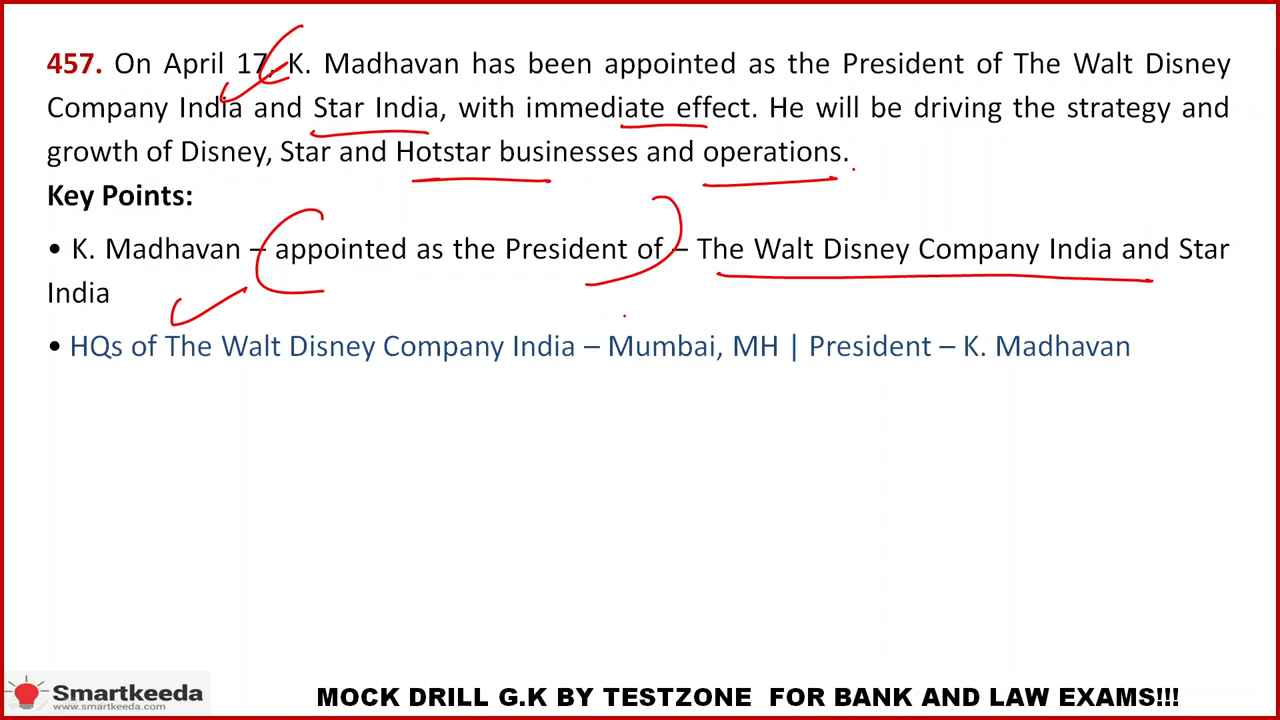 457. On April 17, K. Madhavan has been appointed as the President of The Walt Disney
Company India and Star India, with immediate effect. He will be driving the strategy and
growth of Disney, Star and Hotstar businesses and operations.
Key Points:
• K. Madhavan – appointed as the President of – The Walt Disney Company India and Star
India
• HQs of The Walt Disney Company India – Mumbai, MH | President – K. Madhavan
Smartkeeda
www.smartkeeda.com
MOCK DRILL G.K BY TESTZONE FOR BANK AND LAW EXAMS!!!